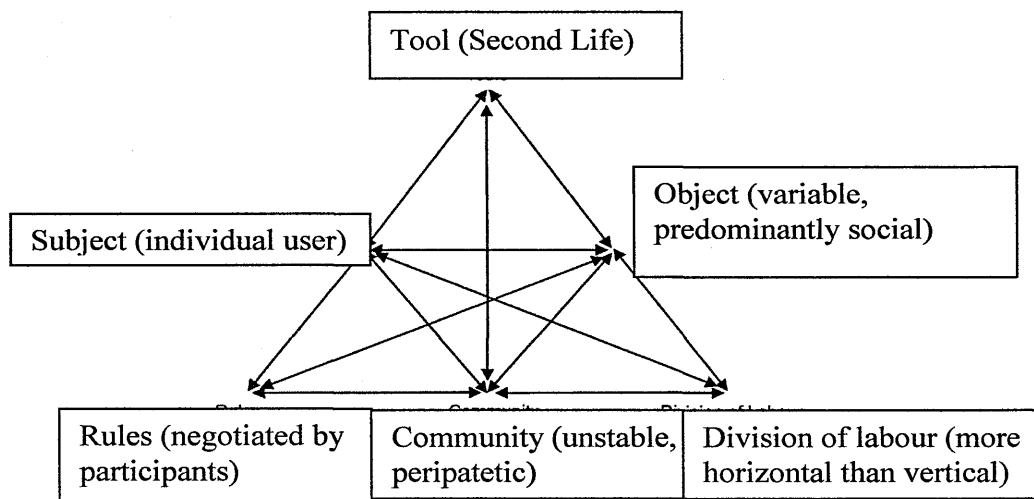 Tool (Second Life)
Object (variable,
predominantly social)
Subject (individual user)
Rules (negotiated by
participants)
Community (unstable,
peripatetic)
Division of labour (more
horizontal than vertical)